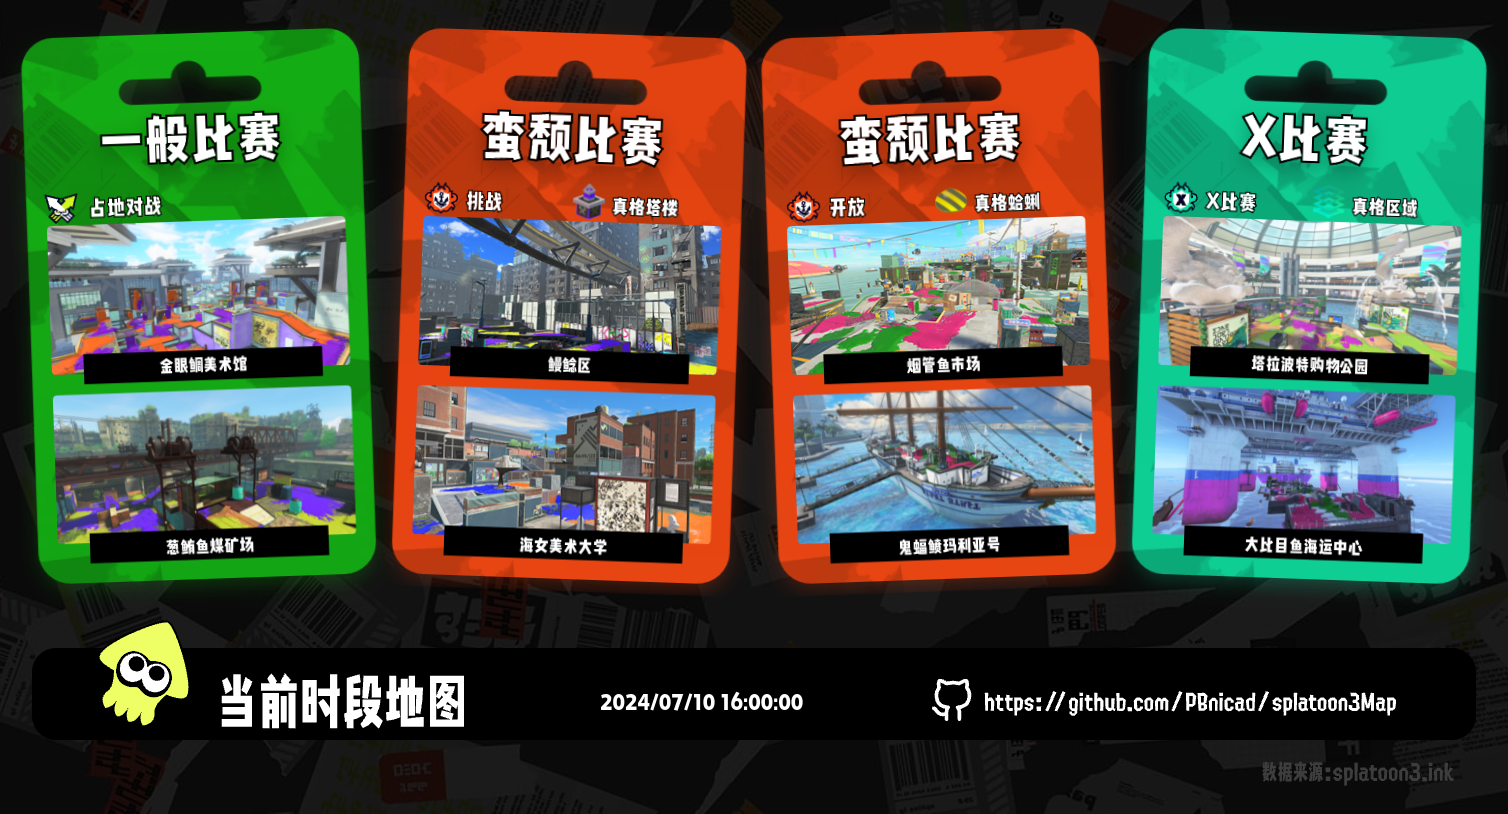 一般比赛
占地对战
金眼鲷美术馆
葱鲔鱼煤矿场
蛮颓比赛
挑战
真格塔楼
鳗鲶区
海女美术大学
蛮颓比赛
开放
真格蛤蜊
烟管鱼市场
鬼蝠鲼玛利亚号
X比赛
X比赛
真格区域
塔拉波特购物公园
大比目鱼海运中心
当前时段地图
2024/07/10 16:00:00
https://github.com/PBnicad/splatoon3Map
数据来源:splatoon3.ink